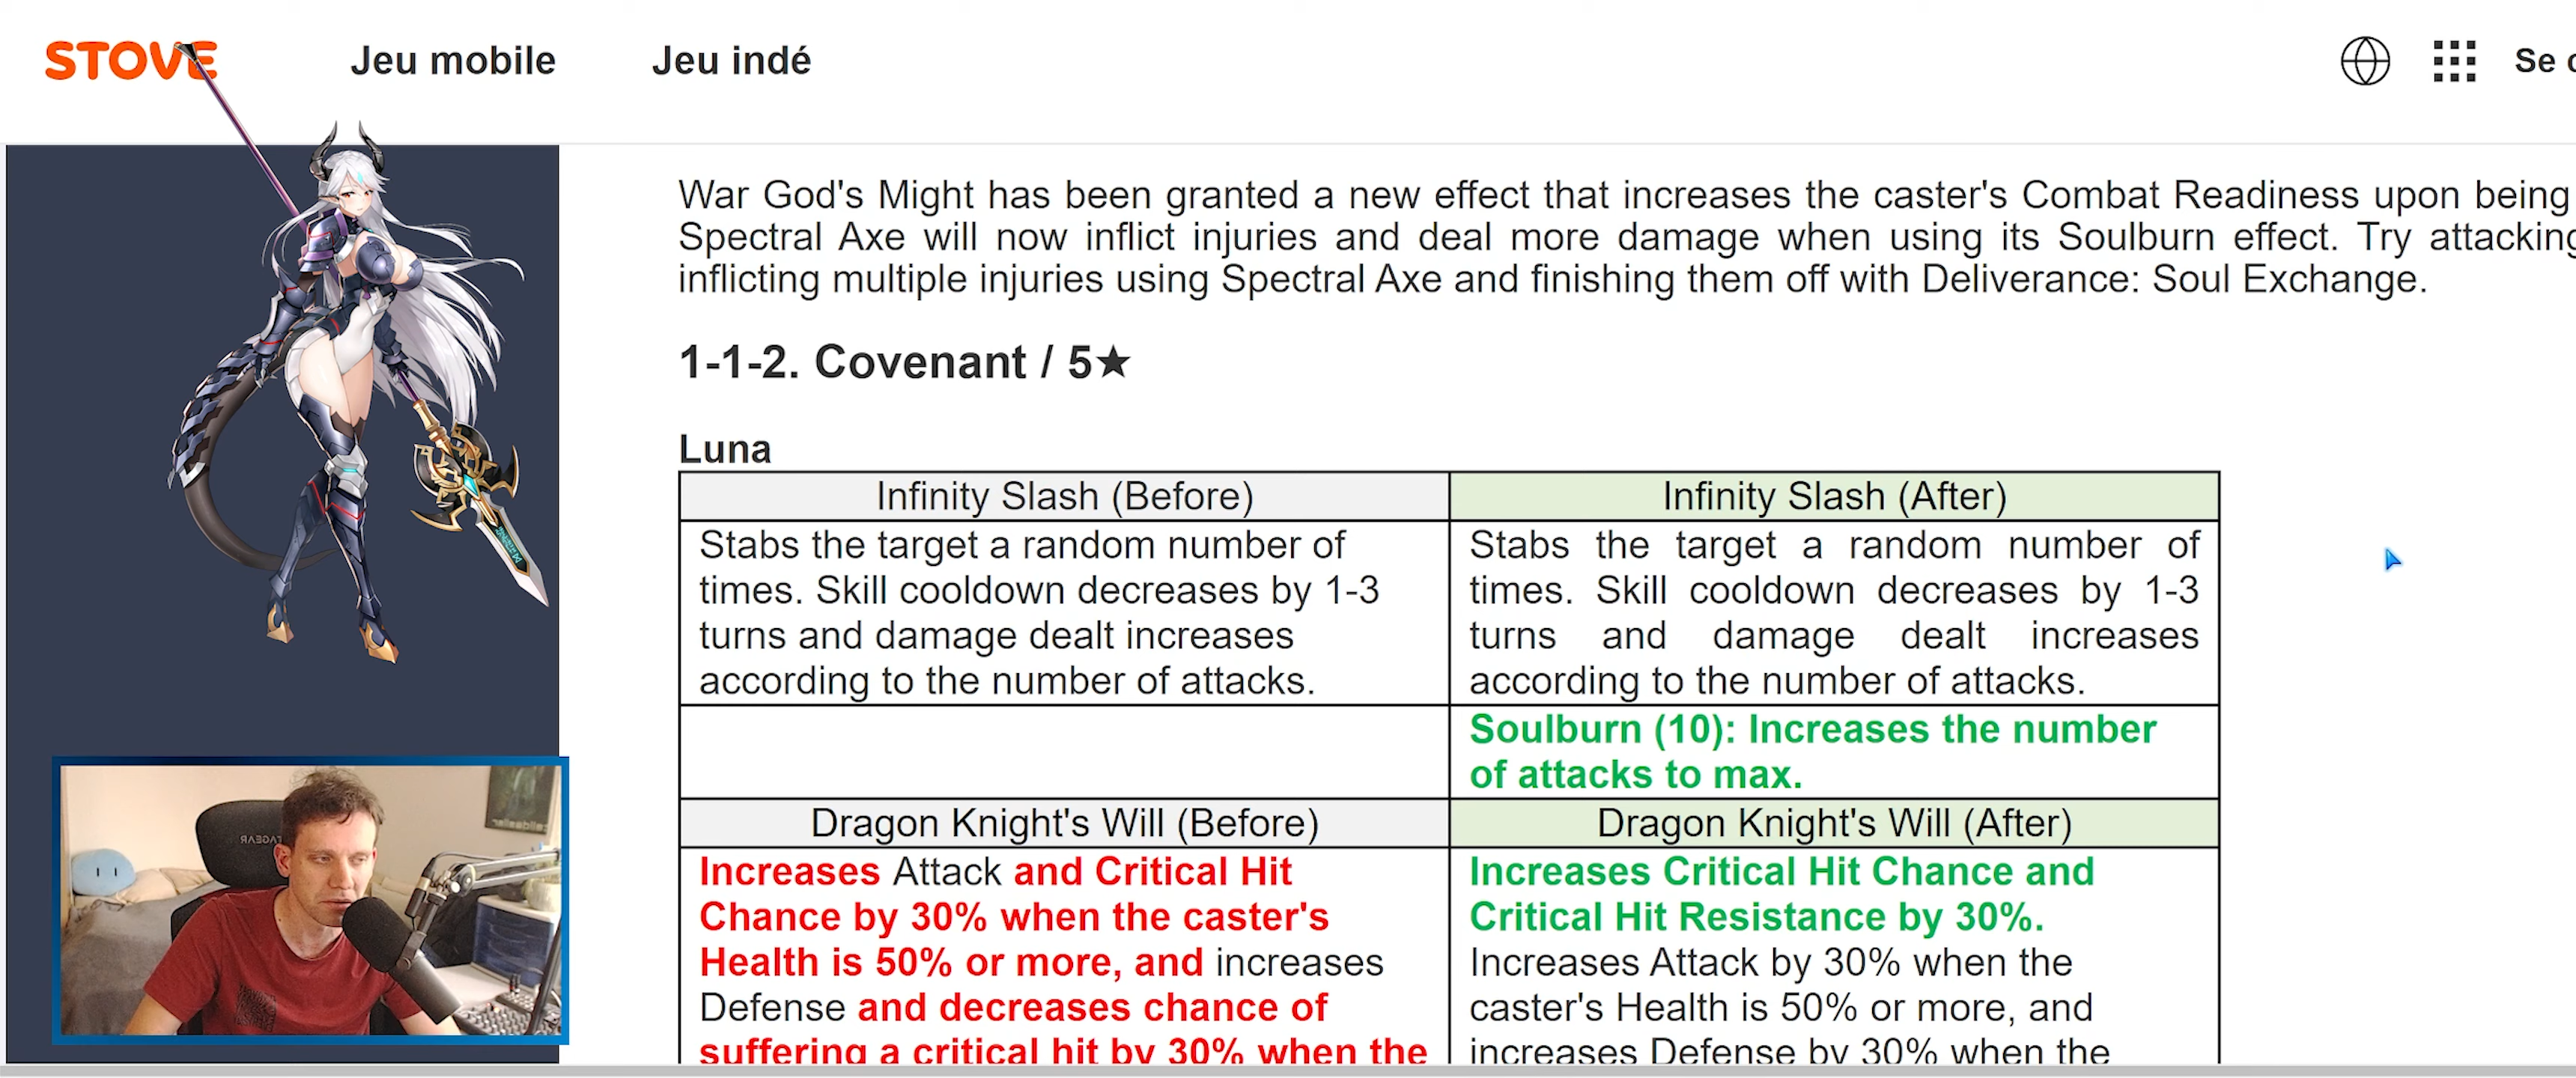 STOVE
Jeu mobile
Jeu indé
Se
War God's Might has been granted a new effect that increases the caster's Combat Readiness upon being
Spectral Axe will now inflict injuries and deal more damage when using its Soulburn effect. Try attacking
inflicting multiple injuries using Spectral Axe and finishing them off with Deliverance: Soul Exchange.
1-1-2. Covenant / 5★
Luna
Infinity Slash (Before)
Infinity Slash (After)
Stabs the target a random number of
times. Skill cooldown decreases by 1-3
turns and damage dealt increases
according to the number of attacks.
Stabs the target a random number of
times. Skill cooldown decreases by 1-3
turns and damage dealt increases
according to the number of attacks.
Soulburn (10): Increases the number
of attacks to max.
Dragon Knight's Will (Before)
Dragon Knight's Will (After)
Increases Attack and Critical Hit
Chance by 30% when the caster's
Health is 50% or more, and increases
Defense and decreases chance of
suffering a critical hit by 30% when the
Increases Critical Hit Chance and
Critical Hit Resistance by 30%.
Increases Attack by 30% when the
caster's Health is 50% or more, and
increases Defense by 30% when the